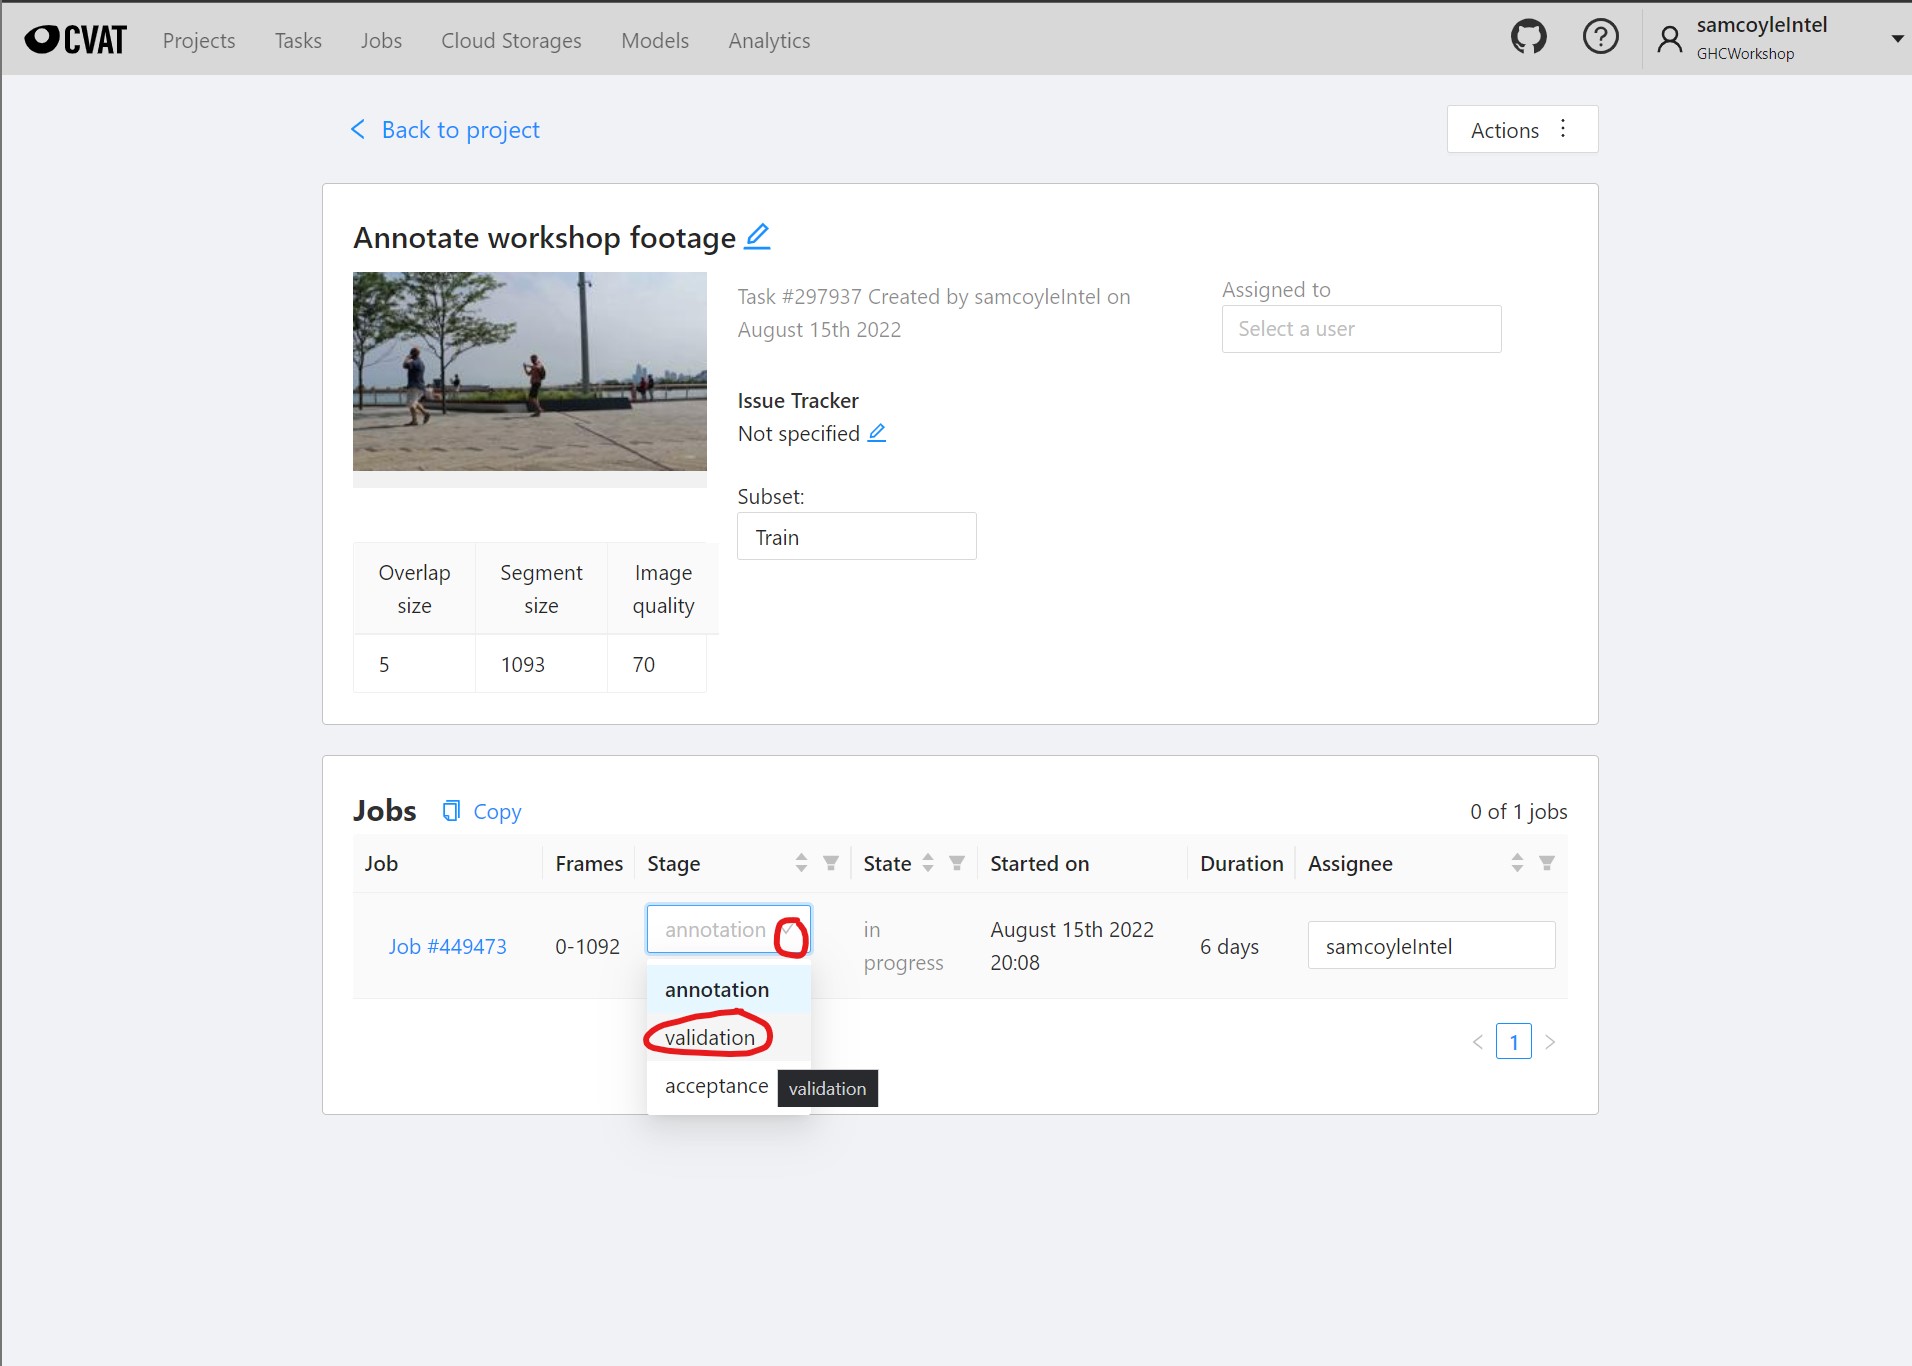 CVAT Projects Tasks Jobs Cloud Storages Models Analytics samcoyleIntel
GHCWorkshop
Back to project Actions
Annotate workshop footage
Task #297937 Created by samcoyleIntel on
August 15th 2022
Assigned to
Select a user
Issue Tracker
Not specified
Subset:
Train
Overlap size Segment size Image quality
5 1093 70
Jobs Copy 0 of 1 jobs
Job Frames Stage State Started on Duration Assignee
Job #449473 0-1092 annotation in progress August 15th 2022 20:08 6 days samcoyleIntel
annotation
validation
acceptance validation
1